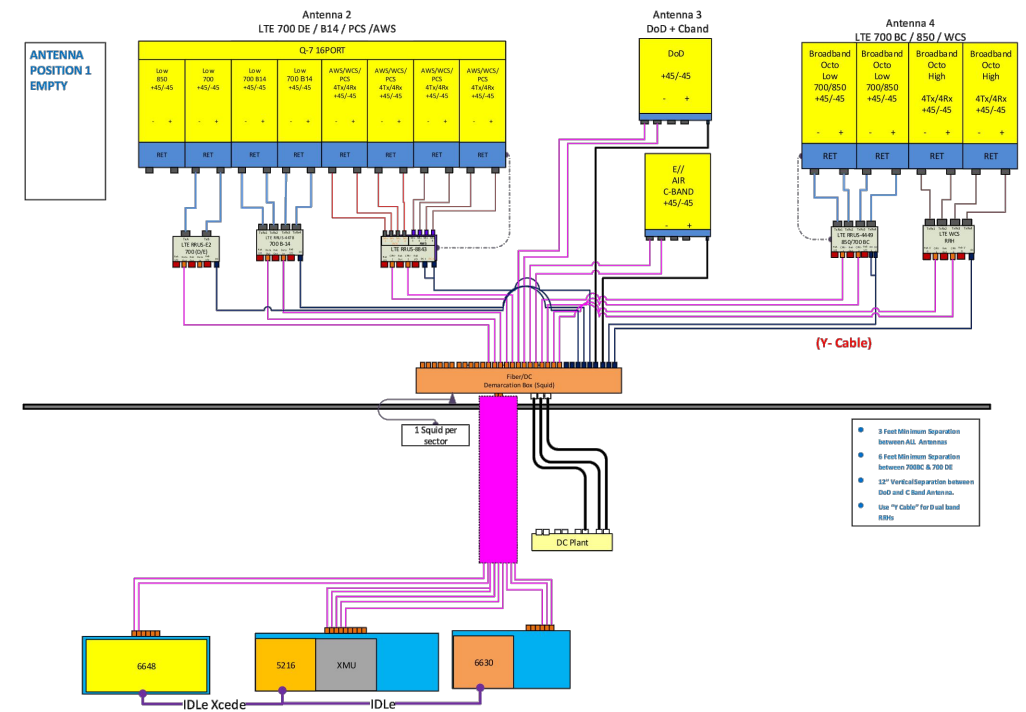 Antenna 2
LTE 700 DE / B14 / PCS /AWS
Antenna 3
DoD + Cband
Antenna 4
LTE 700 BC / 850 / WCS
ANTENNA
POSITION 1
EMPTY
Q-7 16PORT
Low
850
+45/-45
- +
RET
Low
700
+45/-45
- +
RET
Low
700 B14
+45/-45
- +
RET
Low
700 B14
+45/-45
- +
RET
AWS/WCS/
PCS
4Tx/4Rx
+45/-45
- +
RET
AWS/WCS/
PCS
4Tx/4Rx
+45/-45
- +
RET
AWS/WCS/
PCS
4Tx/4Rx
+45/-45
- +
RET
AWS/WCS/
PCS
4Tx/4Rx
+45/-45
- +
RET
DoD
+45/-45
- +
E//
AIR
C-BAND
+45/-45
- +
Broadband
Octo
Low
700/850
+45/-45
- +
RET
Broadband
Octo
Low
700/850
+45/-45
- +
RET
Broadband
Octo
High
4Tx/4Rx
+45/-45
- +
RET
Broadband
Octo
High
4Tx/4Rx
+45/-45
- +
RET
LTE RRUS-E2
700 (D/E)
700 B-14
LTE RRUS-4449
850/700 BC
LTE WCS
RRH
(Y- Cable)
Fiber/DC
Demarcation Box (Squid)
1 Squid per
sector
DC Plant
3 Feet Minimum Separation
between ALL Antennas
6 Feet Minimum Separation
between 700BC & 700 DE
12" Vertical Separation between
DoD and C Band Antenna.
Use "Y Cable" for Dual band
RRHs
6648
5216
XMU
6630
IDLe Xcede
IDLe